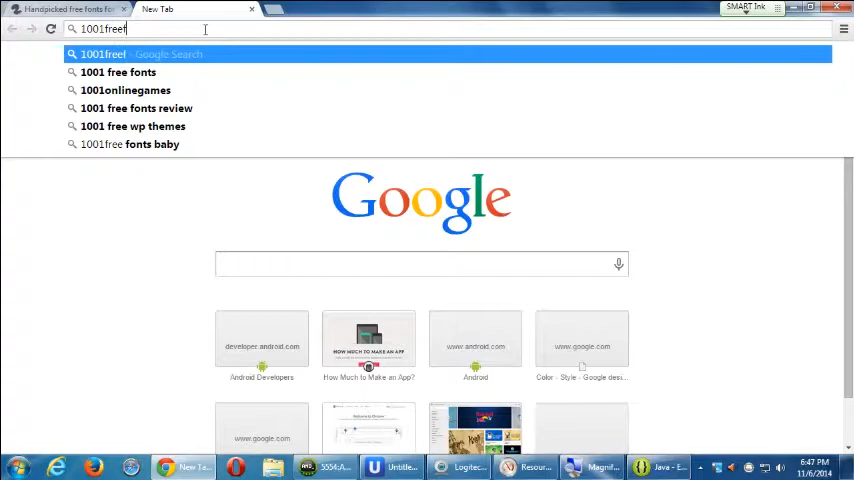 Handpicked free fonts for
New Tab
SMART Ink
1001freef
1001freef - Google Search
1001 free fonts
1001onlinegames
1001 free fonts review
1001 free wp themes
1001free fonts baby
Google
developer.android.com
HOW MUCH TO MAKE AN APP
www.android.com
www.google.com
Android Developers
How Much to Make an App?
Android
Color - Style - Google desi...
www.google.com
New Ta...
5554:A...
Untitle...
Logitec...
Resour...
Magnif...
Java - E...
6:47 PM
11/6/2014